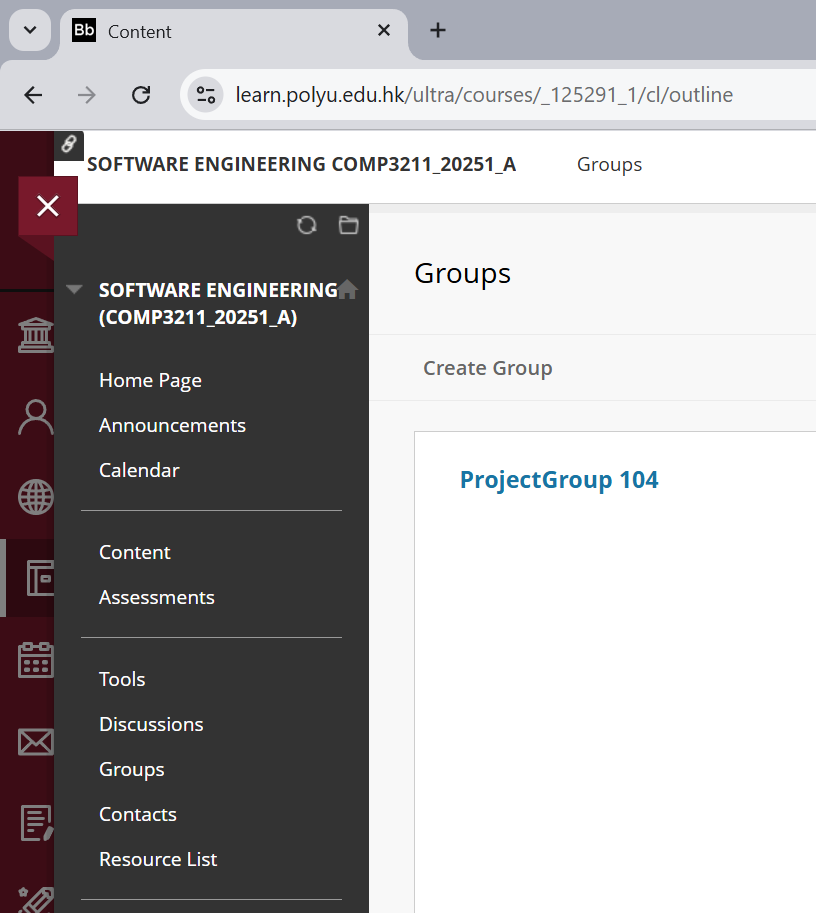 Bb Content
learn.polyu.edu.hk/ultra/courses/_125291_1/cl/outline
SOFTWARE ENGINEERING COMP3211_20251_A Groups
SOFTWARE ENGINEERING
(COMP3211_20251_A)
Home Page
Announcements
Calendar
Content
Assessments
Tools
Discussions
Groups
Contacts
Resource List
Groups
Create Group
ProjectGroup 104